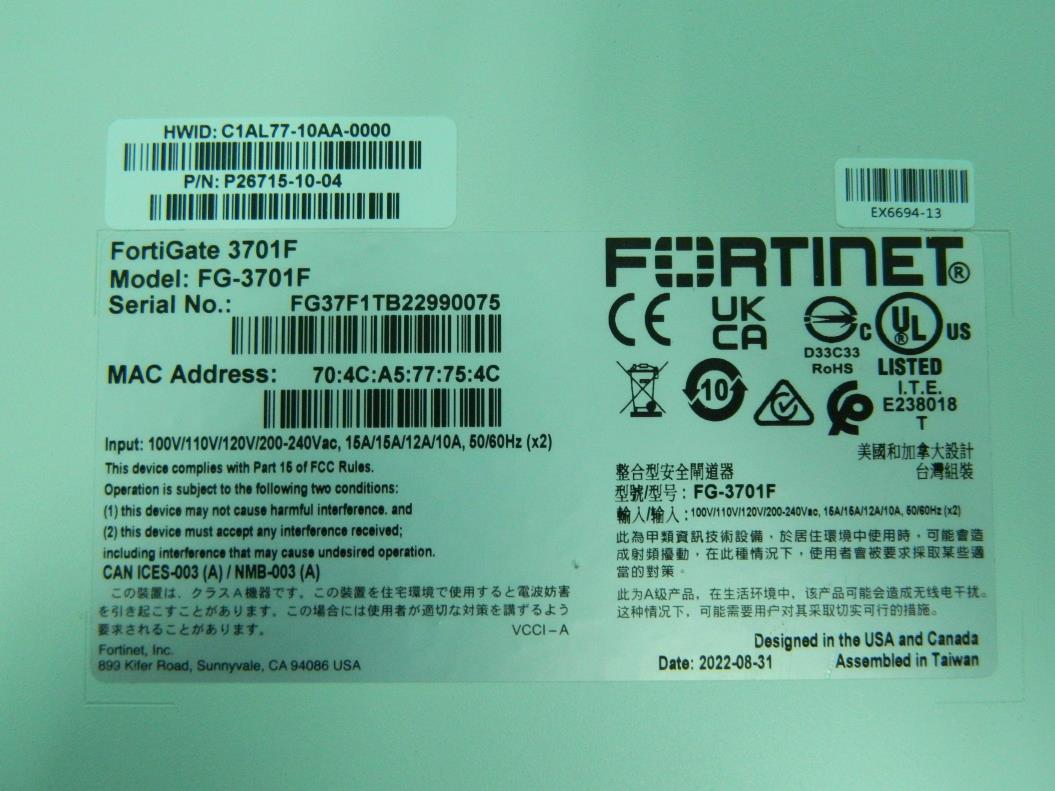 HWID: C1AL77-10AA-0000
P/N: P26715-10-04
EX6694-13
FortiGate 3701F
Model: FG-3701F
Serial No.: FG37F1TB22990075
MAC Address: 70:4C:A5:77:75:4C
Input: 100V/110V/120V/200-240Vac, 15A/15A/12A/10A, 50/60Hz (x2)
This device complies with Part 15 of FCC Rules.
Operation is subject to the following two conditions:
(1) this device may not cause harmful interference. and
(2) this device must accept any interference received;
including interference that may cause undesired operation.
CAN ICES-003 (A) / NMB-003 (A)
この装置は、クラスA機器です。この装置を住宅環境で使用すると電波妨害
を引き起こすことがあります。この場合には使用者が適切な対策を講ずるよう
要求されることがあります。 VCCI-A
Fortinet, Inc.
899 Kifer Road, Sunnyvale, CA 94086 USA
FORTINET®
CE
UK
CA
D33C33
RoHS
C UL® US
LISTED
I.T.E.
E238018
T
10
美國和加拿大設計
台灣組裝
整合型安全閘道器
型號/型号：FG-3701F
輸入/输入：100V/110V/120V/200-240Vac, 15A/15A/12A/10A, 50/60Hz (x2)
此為甲類資訊技術設備，於居住環境中使用時，可能會造
成射頻擾動，在此種情況下，使用者會被要求採取某些適
當的對策。
此为A级产品，在生活环境中，该产品可能会造成无线电干扰。
这种情况下，可能需要用户对其采取切实可行的措施。
Designed in the USA and Canada
Date: 2022-08-31 Assembled in Taiwan